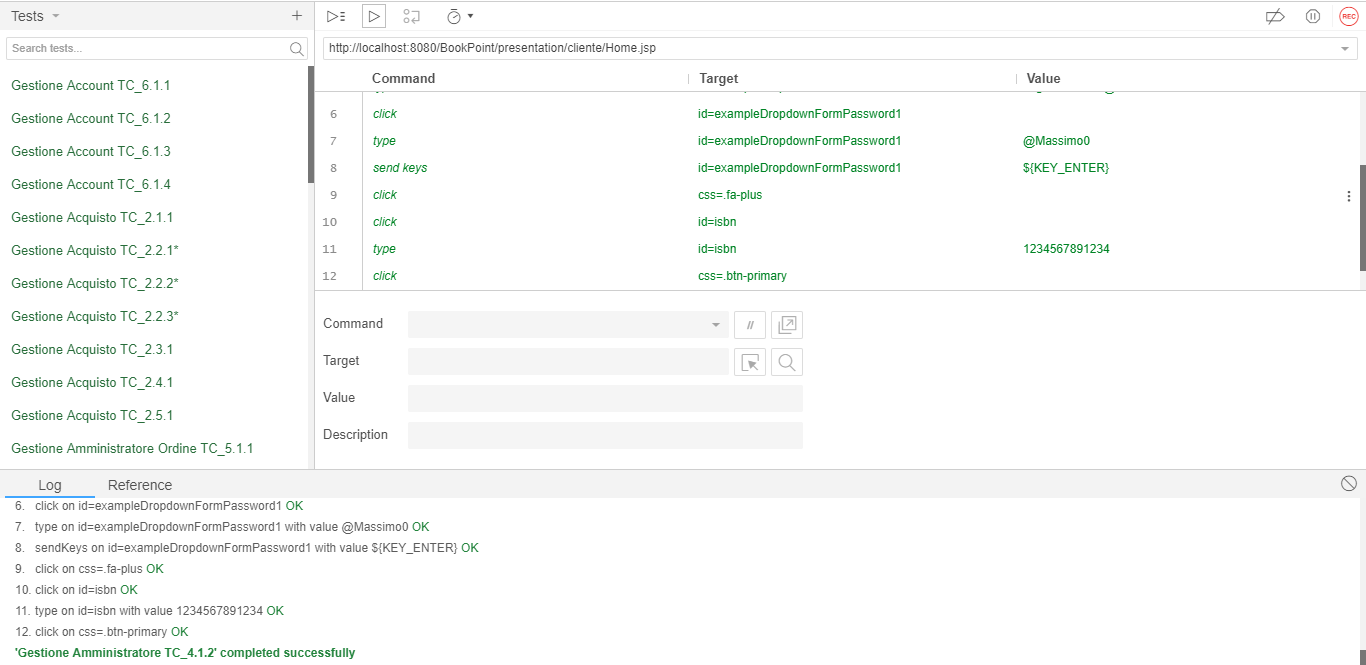 Tests
Search tests...
Gestione Account TC_6.1.1
Gestione Account TC_6.1.2
Gestione Account TC_6.1.3
Gestione Account TC_6.1.4
Gestione Acquisto TC_2.1.1
Gestione Acquisto TC_2.2.1*
Gestione Acquisto TC_2.2.2*
Gestione Acquisto TC_2.2.3*
Gestione Acquisto TC_2.3.1
Gestione Acquisto TC_2.4.1
Gestione Acquisto TC_2.5.1
Gestione Amministratore Ordine TC_5.1.1
REC
http://localhost:8080/BookPoint/presentation/cliente/Home.jsp
Command Target Value
6 click id=exampleDropdownFormPassword1
7 type id=exampleDropdownFormPassword1 @Massimo0
8 send keys id=exampleDropdownFormPassword1 ${KEY_ENTER}
9 click css=.fa-plus
10 click id=isbn
11 type id=isbn 1234567891234
12 click css=.btn-primary
Command //
Target
Value
Description
Log Reference
6. click on id=exampleDropdownFormPassword1 OK
7. type on id=exampleDropdownFormPassword1 with value @Massimo0 OK
8. sendKeys on id=exampleDropdownFormPassword1 with value ${KEY_ENTER} OK
9. click on css=.fa-plus OK
10. click on id=isbn OK
11. type on id=isbn with value 1234567891234 OK
12. click on css=.btn-primary OK
'Gestione Amministratore TC_4.1.2' completed successfully